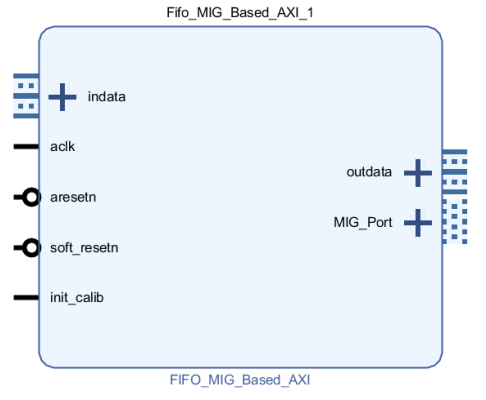 Fifo_MIG_Based_AXI_1
indata
aclk
aresetn
soft_resetn
init_calib
outdata
MIG_Port
FIFO_MIG_Based_AXI